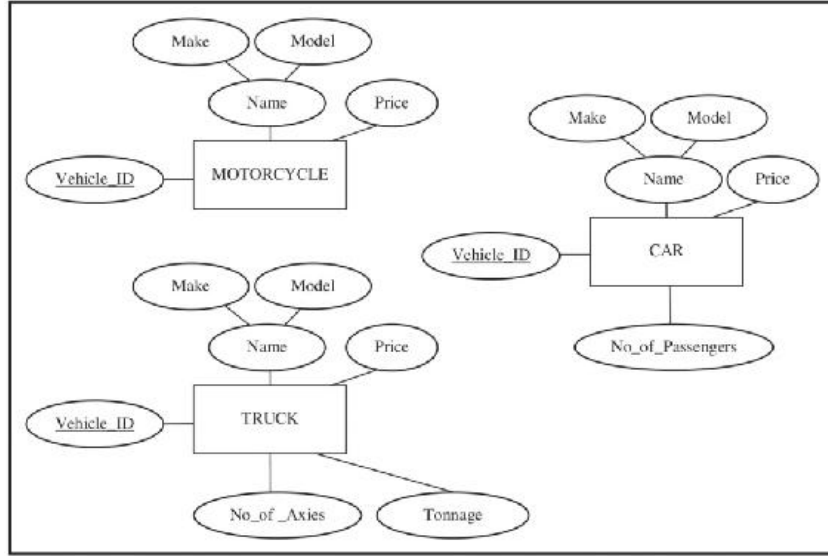 Make
Model
Name
Price
Vehicle_ID
MOTORCYCLE
Make
Model
Name
Price
Vehicle_ID
CAR
No_of_Passengers
Make
Model
Name
Price
Vehicle_ID
TRUCK
No_of _Axies
Tonnage